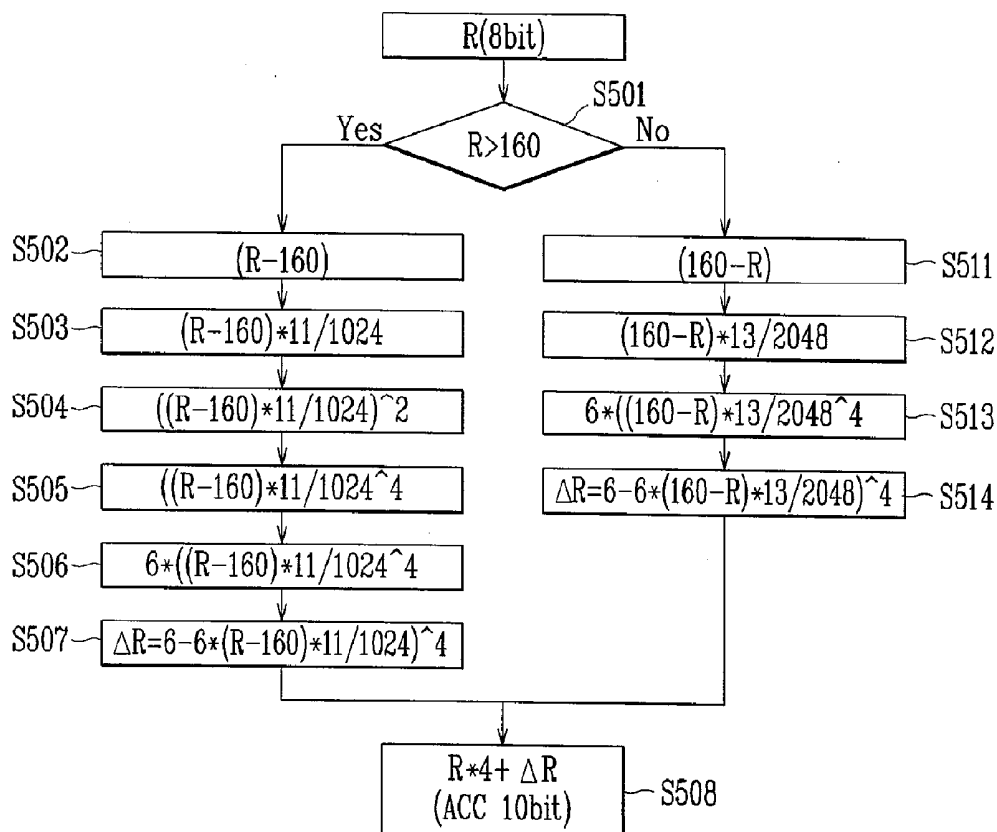 R(8bit)
S501
Yes
R>160
No
S502
(R-160)
(160-R)
S511
S503
(R-160)*11/1024
(160-R)*13/2048
S512
S504
((R-160)*11/1024)^2
6*((160-R)*13/2048^4
S513
S505
((R-160)*11/1024^4
ΔR=6-6*(160-R)*13/2048)^4
S514
S506
6*((R-160)*11/1024^4
S507
ΔR=6-6*(R-160)*11/1024)^4
R*4+ ΔR
(ACC 10bit)
S508